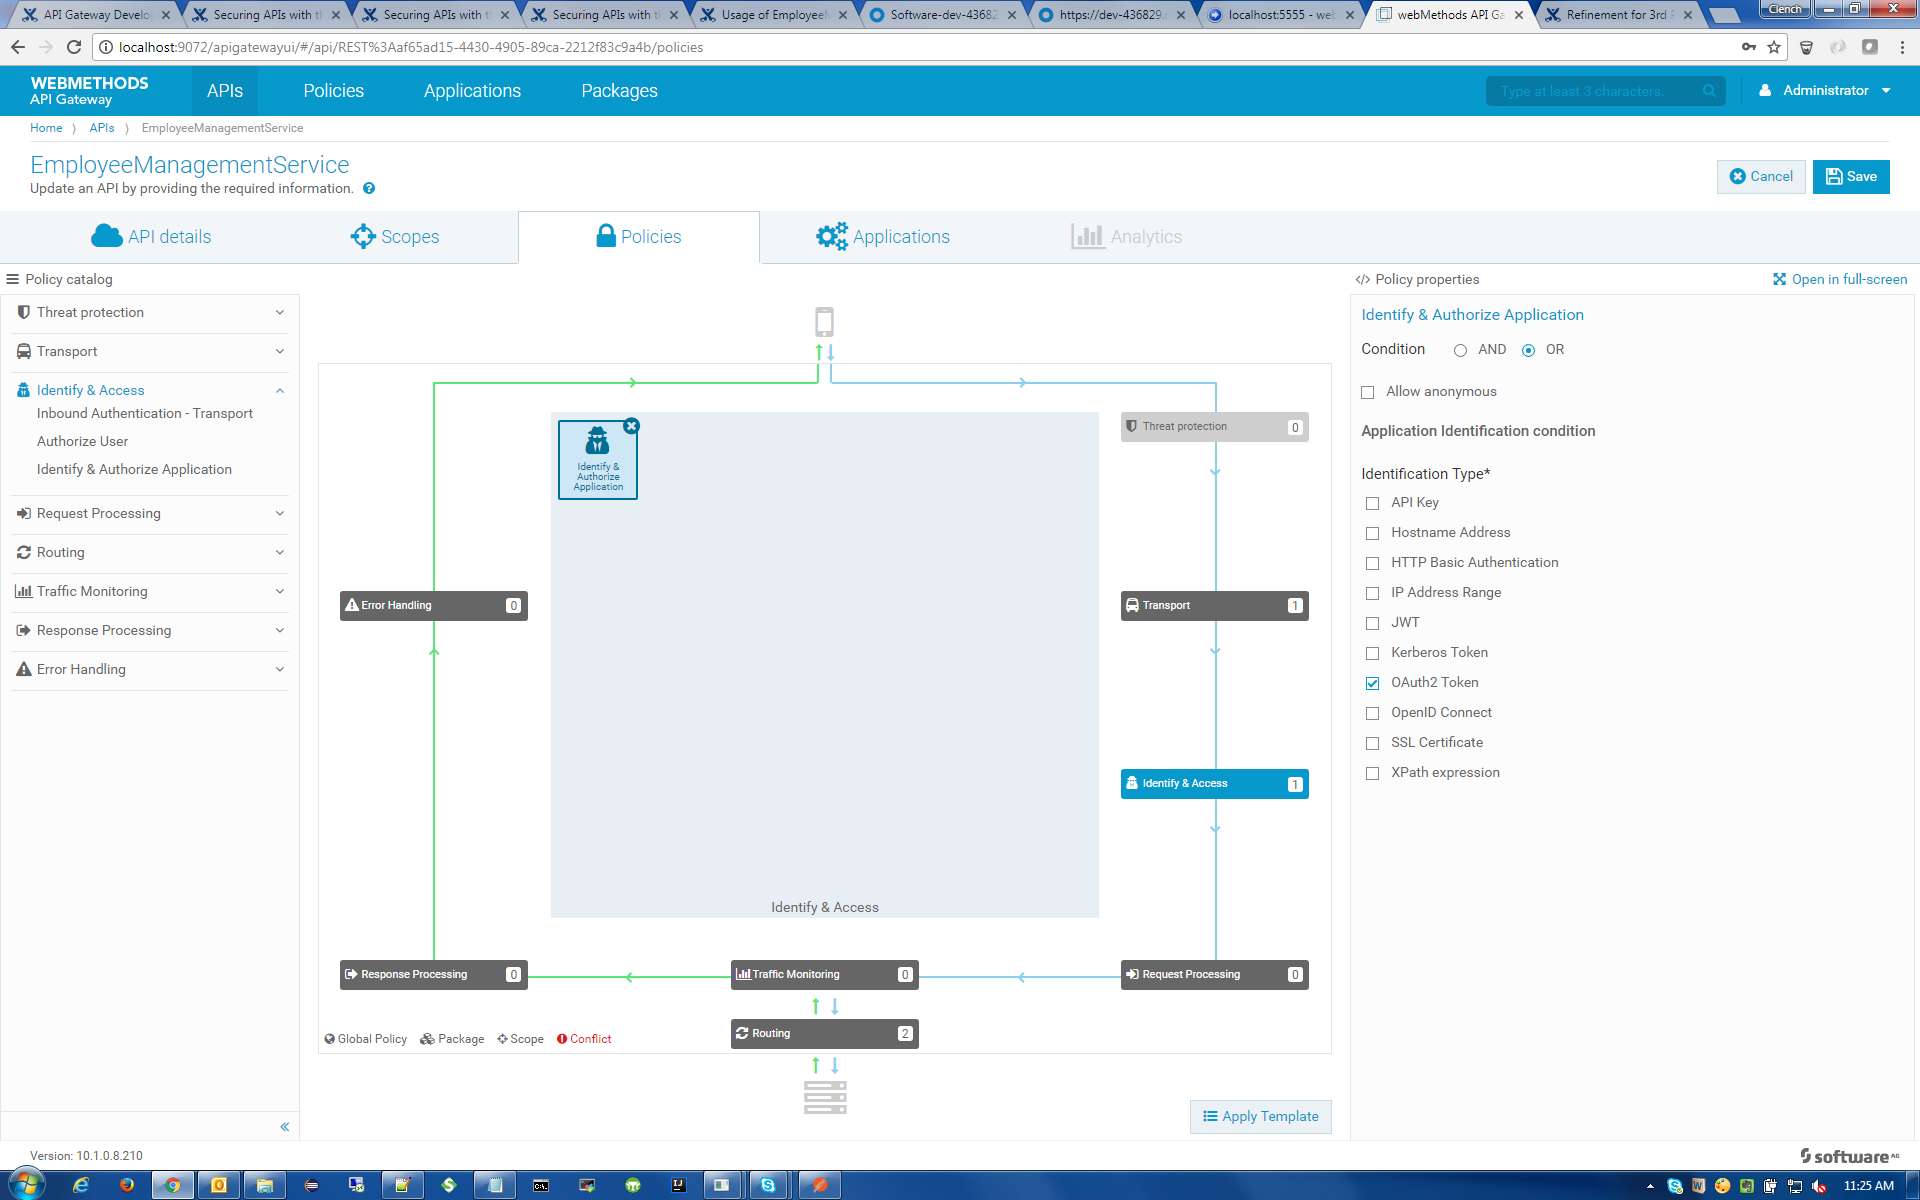 API Gateway Develo
Securing APIs with t
Securing APIs with t
Securing APIs with t
Usage of Employee
Software-dev-43682
https://dev-436829.
localhost:5555 - we
webMethods API Ga
Refinement for 3rd
Clench
localhost:9072/apigatewayui/#/api/REST%3Aaf65ad15-4430-4905-89ca-2212f83c9a4b/policies
WEBMETHODS
API Gateway
APIs
Policies
Applications
Packages
Type at least 3 characters.
Administrator
Home
APIs
EmployeeManagementService
EmployeeManagementService
Update an API by providing the required information.
Cancel
Save
API details
Scopes
Policies
Applications
Analytics
Policy catalog
Threat protection
Transport
Identify & Access
Inbound Authentication - Transport
Authorize User
Identify & Authorize Application
Request Processing
Routing
Traffic Monitoring
Response Processing
Error Handling
Identify &
Authorize
Application
Threat protection 0
Error Handling 0
Transport 1
Identify & Access 1
Identify & Access
Response Processing 0
Traffic Monitoring 0
Request Processing 0
Routing 2
Global Policy
Package
Scope
Conflict
Apply Template
Policy properties
Open in full-screen
Identify & Authorize Application
Condition AND OR
Allow anonymous
Application Identification condition
Identification Type*
API Key
Hostname Address
HTTP Basic Authentication
IP Address Range
JWT
Kerberos Token
OAuth2 Token
OpenID Connect
SSL Certificate
XPath expression
Version: 10.1.0.8.210
software AG
11:25 AM